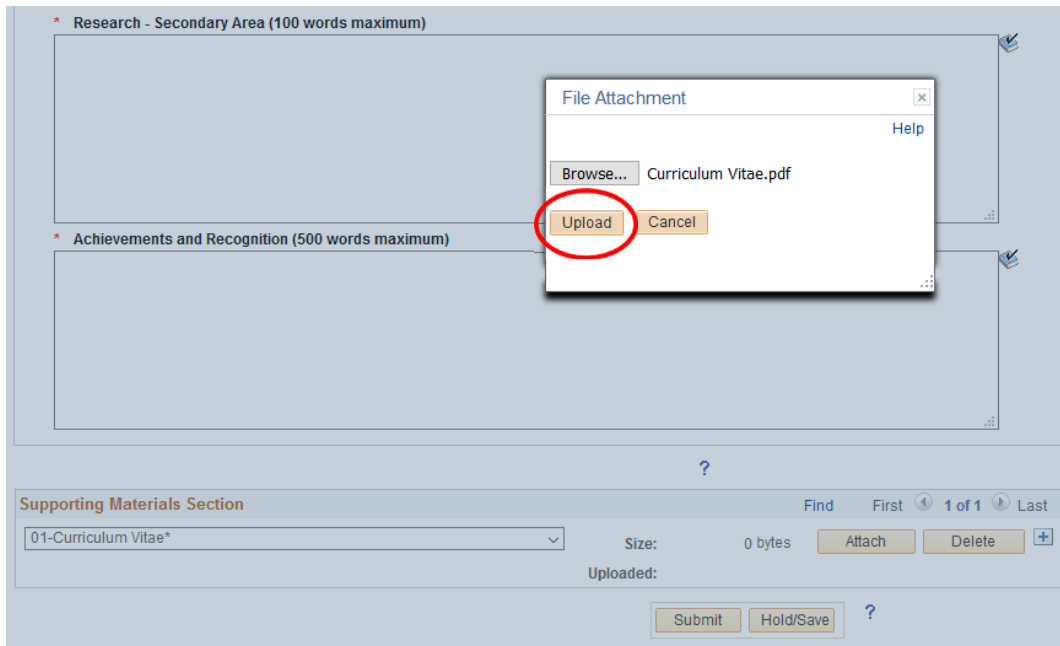 * Research - Secondary Area (100 words maximum)
File Attachment
Help
Browse... Curriculum Vitae.pdf
Upload Cancel
* Achievements and Recognition (500 words maximum)
?
Supporting Materials Section Find First 1 of 1 Last
01-Curriculum Vitae* Size: 0 bytes Attach Delete +
Uploaded:
Submit Hold/Save ?